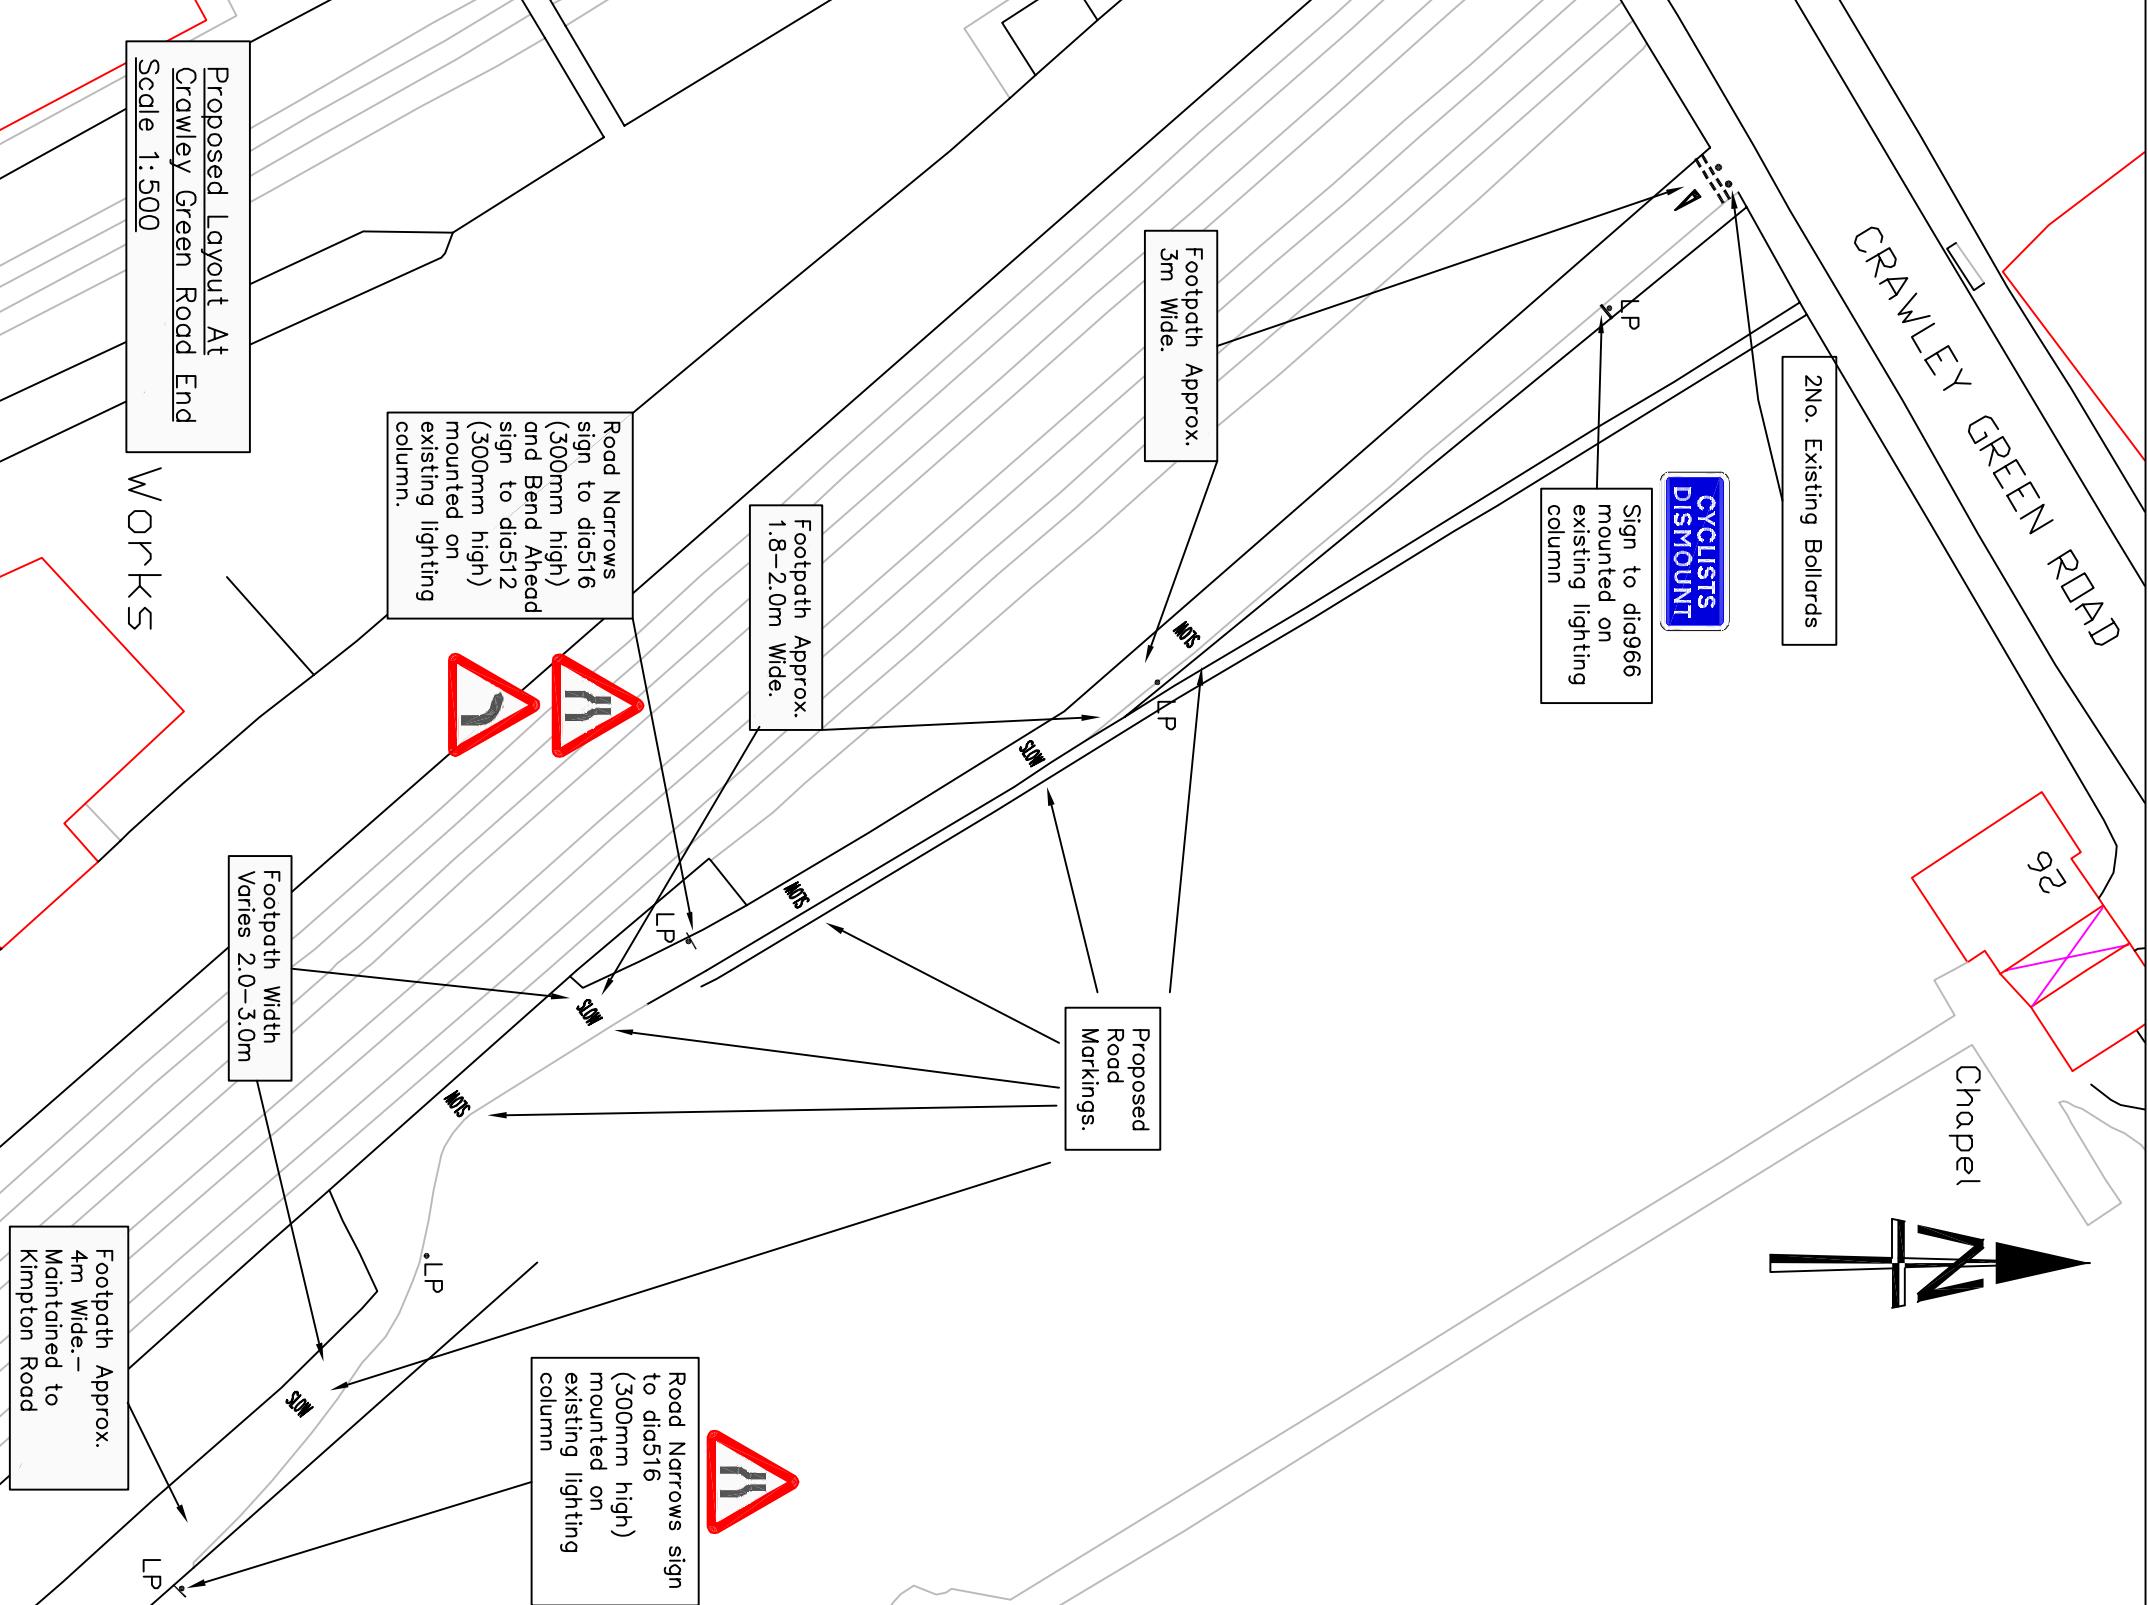 CRAWLEY GREEN ROAD
2No. Existing Bollards
CYCLISTS
DISMOUNT
Sign to dia966
mounted on
existing lighting
column
LP
Footpath Approx.
3m Wide.
26
Chapel
N
SLOW
LP
SLOW
Proposed
Road
Markings.
Footpath Approx.
1.8-2.0m Wide.
SLOW
Road Narrows
sign to dia516
(300mm high)
and Bend Ahead
sign to dia512
(300mm high)
mounted on
existing lighting
column.
LP
SLOW
SLOW
Road Narrows sign
to dia516
(300mm high)
mounted on
existing lighting
column
LP
Footpath Width
Varies 2.0-3.0m
SLOW
Proposed Layout At
Crawley Green Road End
Scale 1:500
Works
LP
Footpath Approx.
4m Wide.-
Maintained to
Kimpton Road